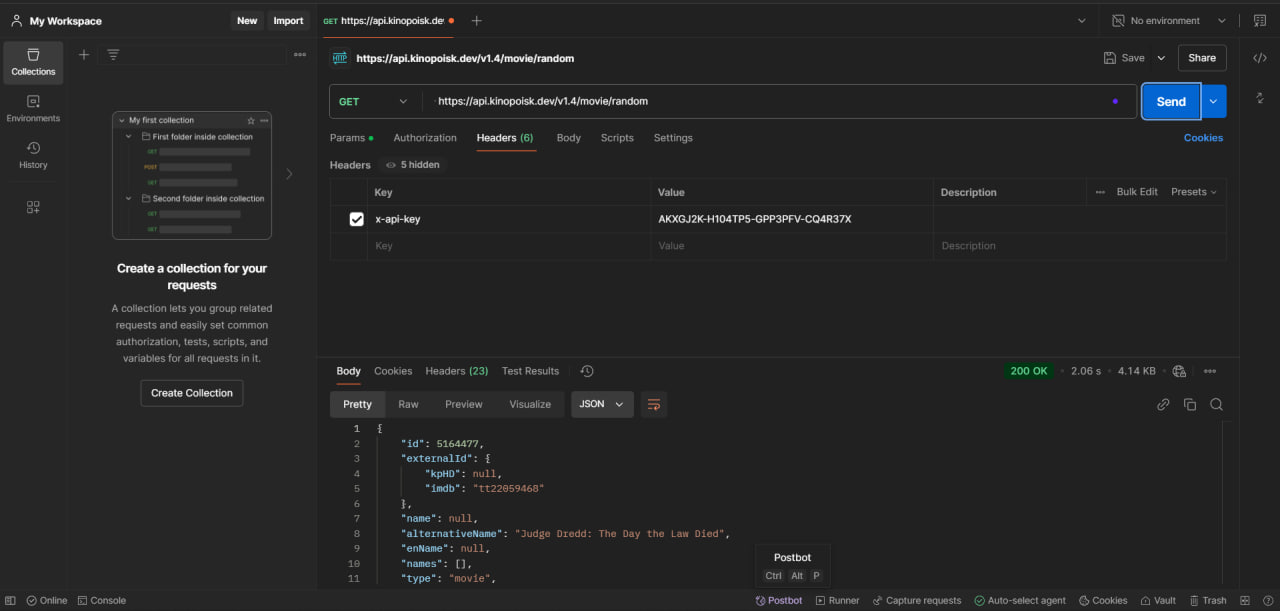 My Workspace
New
Import
GET https://api.kinopoisk.de
No environment
Collections
Environments
History
My first collection
First folder inside collection
GET
POST
GET
Second folder inside collection
GET
GET
Create a collection for your
requests
A collection lets you group related
requests and easily set common
authorization, tests, scripts, and
variables for all requests in it.
Create Collection
HTTP https://api.kinopoisk.dev/v1.4/movie/random
Save
Share
GET
https://api.kinopoisk.dev/v1.4/movie/random
Send
Params
Authorization
Headers (6)
Body
Scripts
Settings
Cookies
Headers
5 hidden
Key
Value
Description
Bulk Edit
Presets
x-api-key
AKXGJ2K-H104TP5-GPP3PFV-CQ4R37X
Key
Value
Description
Body
Cookies
Headers (23)
Test Results
200 OK
2.06 s
4.14 KB
Pretty
Raw
Preview
Visualize
JSON
1 {
2 "id": 5164477,
3 "externalId": {
4 "kpHD": null,
5 "imdb": "tt22059468"
6 },
7 "name": null,
8 "alternativeName": "Judge Dredd: The Day the Law Died",
9 "enName": null,
10 "names": [],
11 "type": "movie",
Postbot
Ctrl Alt P
Online
Console
Postbot
Runner
Capture requests
Auto-select agent
Cookies
Vault
Trash